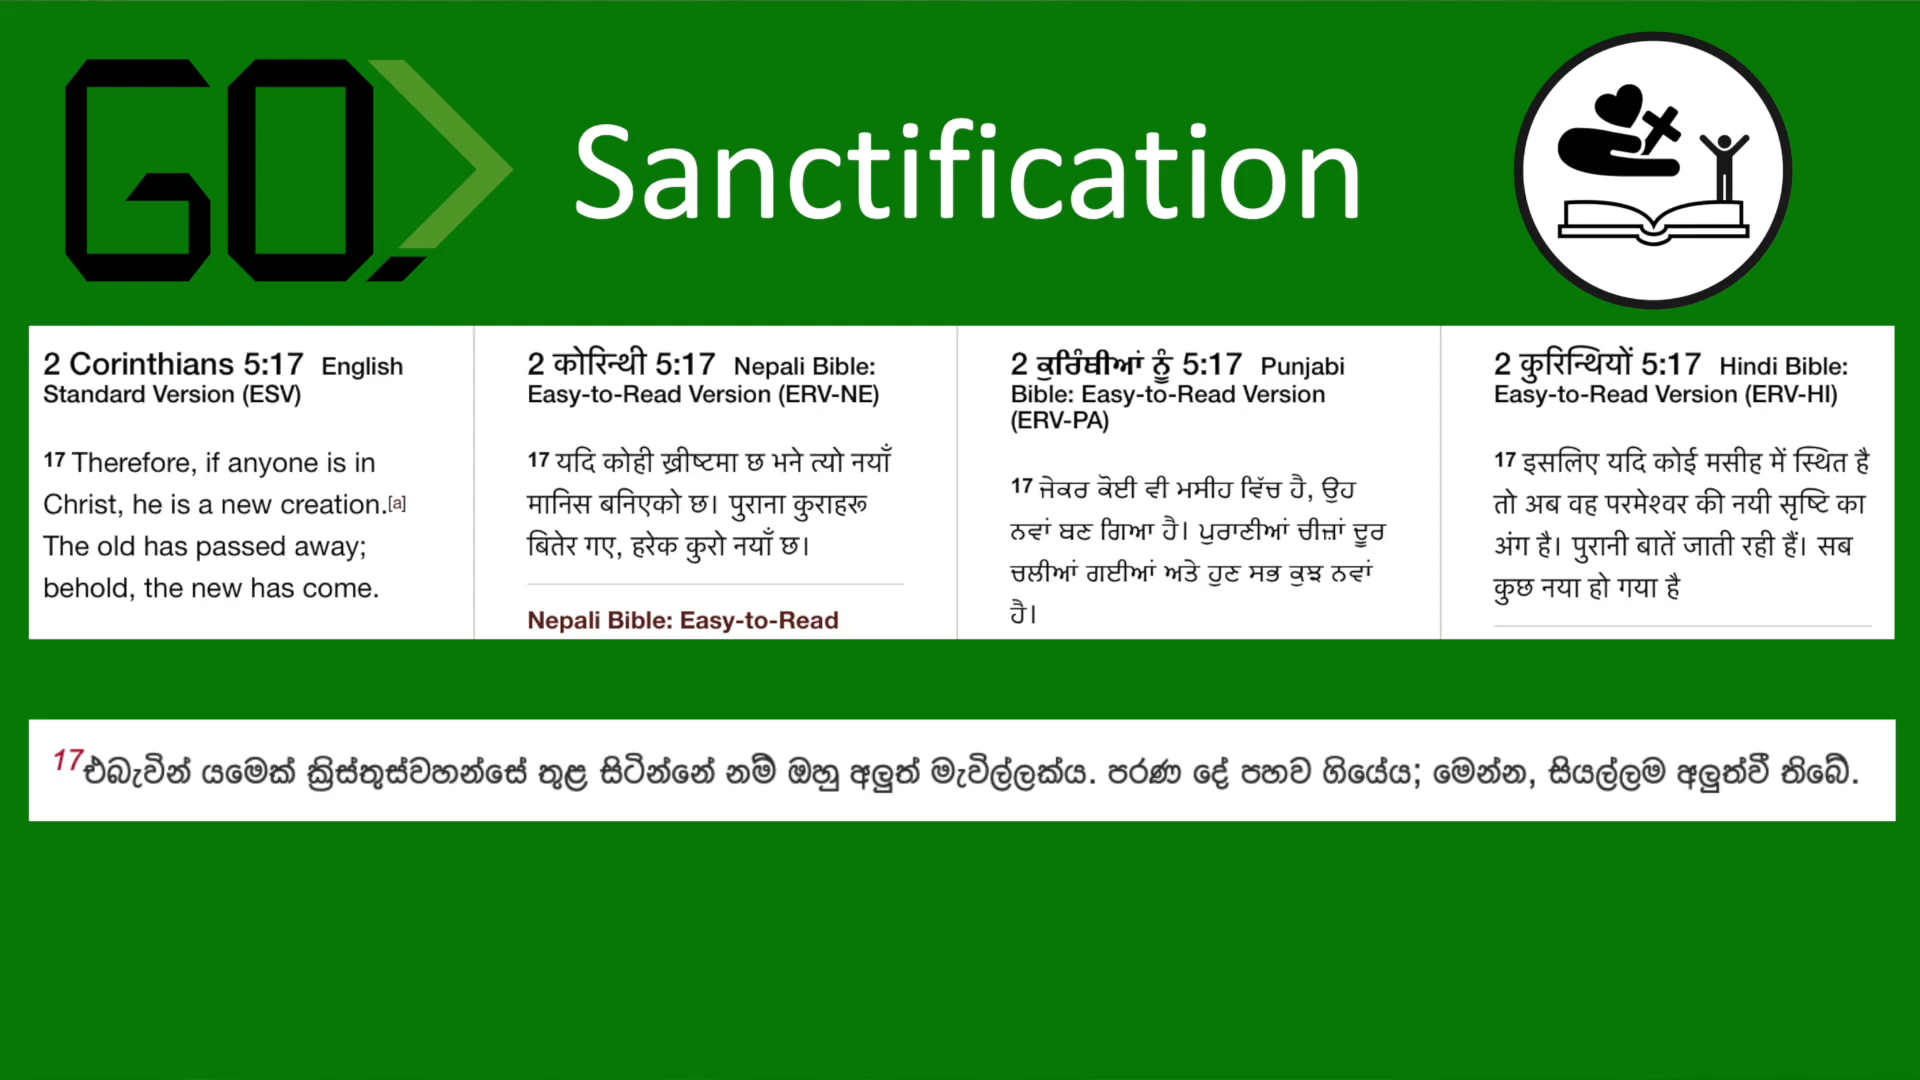 GO
Sanctification
2 Corinthians 5:17 English
Standard Version (ESV)
17 Therefore, if anyone is in
Christ, he is a new creation.[a]
The old has passed away;
behold, the new has come.
2 कोरिन्थी 5:17 Nepali Bible:
Easy-to-Read Version (ERV-NE)
17 यदि कोही ख्रीष्टमा छ भने त्यो नयाँ
मानिस बनिएको छ। पुराना कुराहरू
बितेर गए, हरेक कुरो नयाँ छ।
Nepali Bible: Easy-to-Read
2 ਕੁਰਿੰਥੀਆਂ ਨੂੰ 5:17 Punjabi
Bible: Easy-to-Read Version
(ERV-PA)
17 ਜੇਕਰ ਕੋਈ ਵੀ ਮਸੀਹ ਵਿੱਚ ਹੈ, ਉਹ
ਨਵਾਂ ਬਣ ਗਿਆ ਹੈ। ਪੁਰਾਣੀਆਂ ਚੀਜ਼ਾਂ ਦੂਰ
ਚਲੀਆਂ ਗਈਆਂ ਅਤੇ ਹੁਣ ਸਭ ਕੁਝ ਨਵਾਂ
ਹੈ।
2 कुरिन्थियों 5:17 Hindi Bible:
Easy-to-Read Version (ERV-HI)
17 इसलिए यदि कोई मसीह में स्थित है
तो अब वह परमेश्वर की नयी सृष्टि का
अंग है। पुरानी बातें जाती रही हैं। सब
कुछ नया हो गया है
17එබැවින් යමෙක් ක්‍රිස්තුස්වහන්සේ තුළ සිටින්නේ නම් ඔහු අලුත් මැවිල්ලක්ය. පරණ දේ පහව ගියේය; මෙන්න, සියල්ලම අලුත්වී තිබේ.